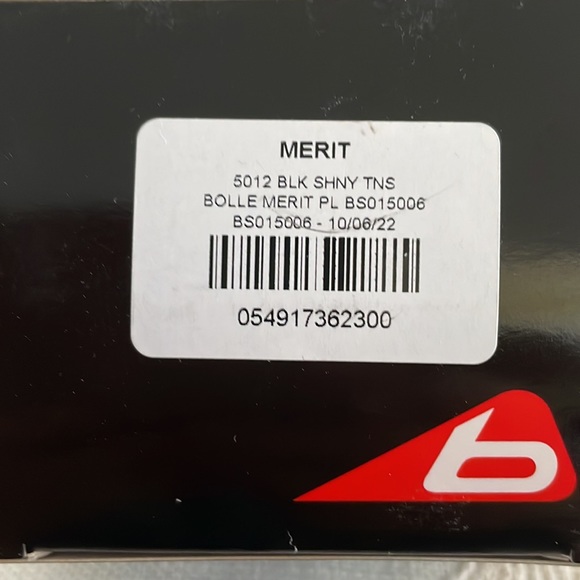 MERIT
5012 BLK SHNY TNS
BOLLE MERIT PL BS015006
BS015006 - 10/06/22
054917362300
b